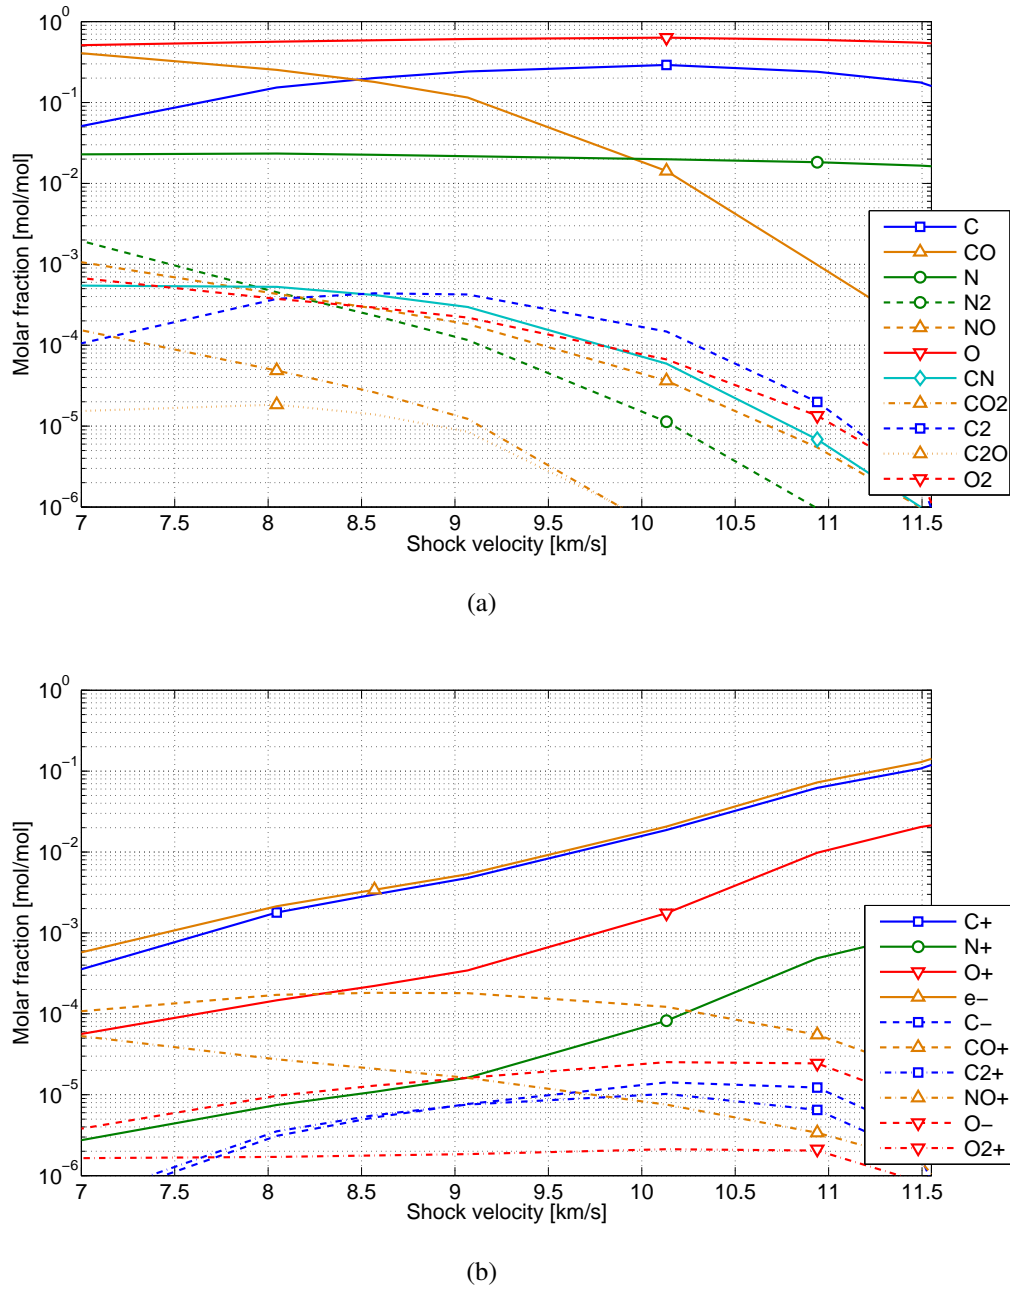 10^0
10^−1
10^−2
10^−3
10^−4
10^−5
10^−6
Molar fraction [mol/mol]
7 7.5 8 8.5 9 9.5 10 10.5 11 11.5
Shock velocity [km/s]
C
CO
N
N2
NO
O
CN
CO2
C2
C2O
O2
(a)
10^0
10^−1
10^−2
10^−3
10^−4
10^−5
10^−6
Molar fraction [mol/mol]
7 7.5 8 8.5 9 9.5 10 10.5 11 11.5
Shock velocity [km/s]
C+
N+
O+
e−
C−
CO+
C2+
NO+
O−
O2+
(b)